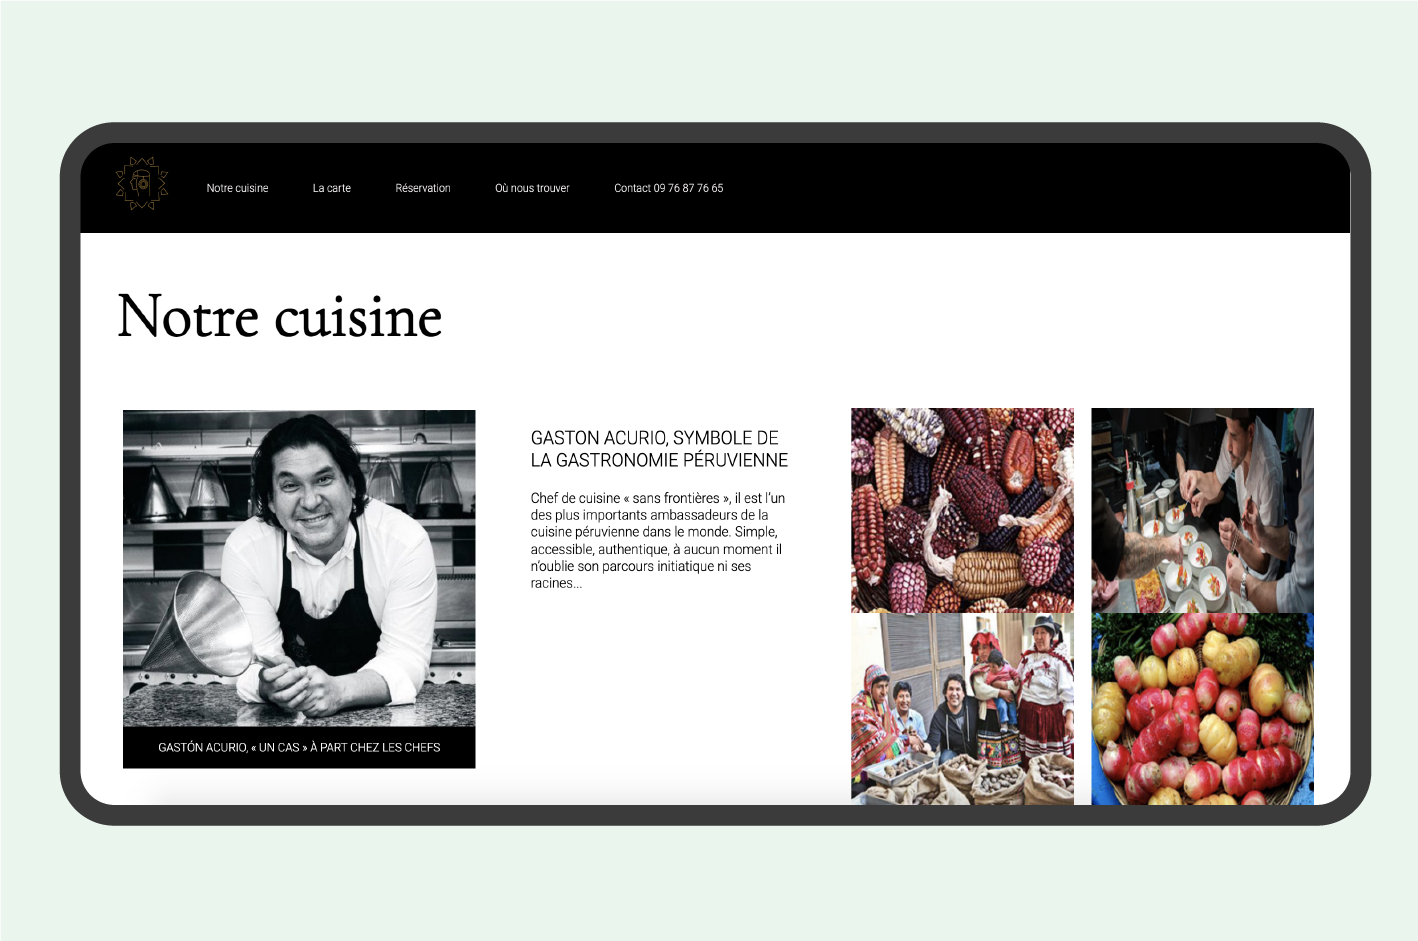 Notre cuisine
La carte
Réservation
Où nous trouver
Contact 09 76 87 76 65
Notre cuisine
GASTÓN ACURIO, « UN CAS » À PART CHEZ LES CHEFS
GASTON ACURIO, SYMBOLE DE
LA GASTRONOMIE PÉRUVIENNE
Chef de cuisine « sans frontières », il est l’un
des plus importants ambassadeurs de la
cuisine péruvienne dans le monde. Simple,
accessible, authentique, à aucun moment il
n’oublie son parcours initiatique ni ses
racines...